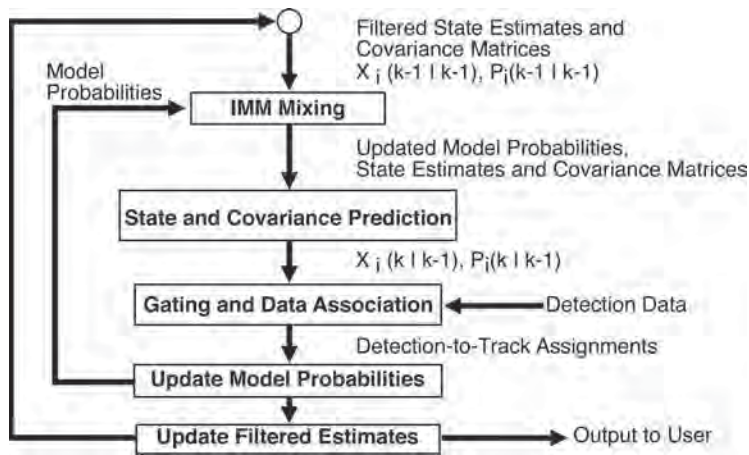 Filtered State Estimates and
Covariance Matrices
X i (k-1 I k-1), Pi(k-1 I k-1)
Model
Probabilities
IMM Mixing
Updated Model Probabilities,
State Estimates and Covariance Matrices
State and Covariance Prediction
X i (k I k-1), Pi(k I k-1)
Gating and Data Association
Detection Data
Detection-to-Track Assignments
Update Model Probabilities
Update Filtered Estimates
Output to User